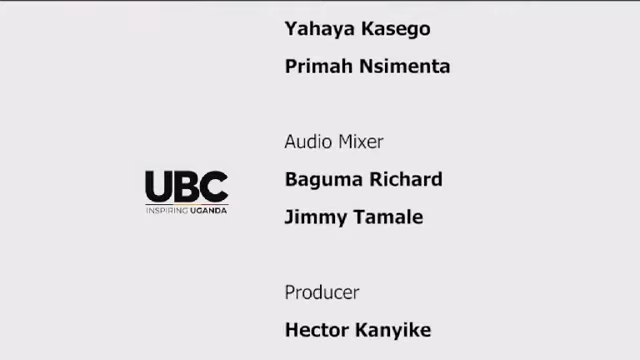 Yahaya Kasego
Primah Nsimenta
Audio Mixer
Baguma Richard
UBC
INSPIRING UGANDA
Jimmy Tamale
Producer
Hector Kanyike